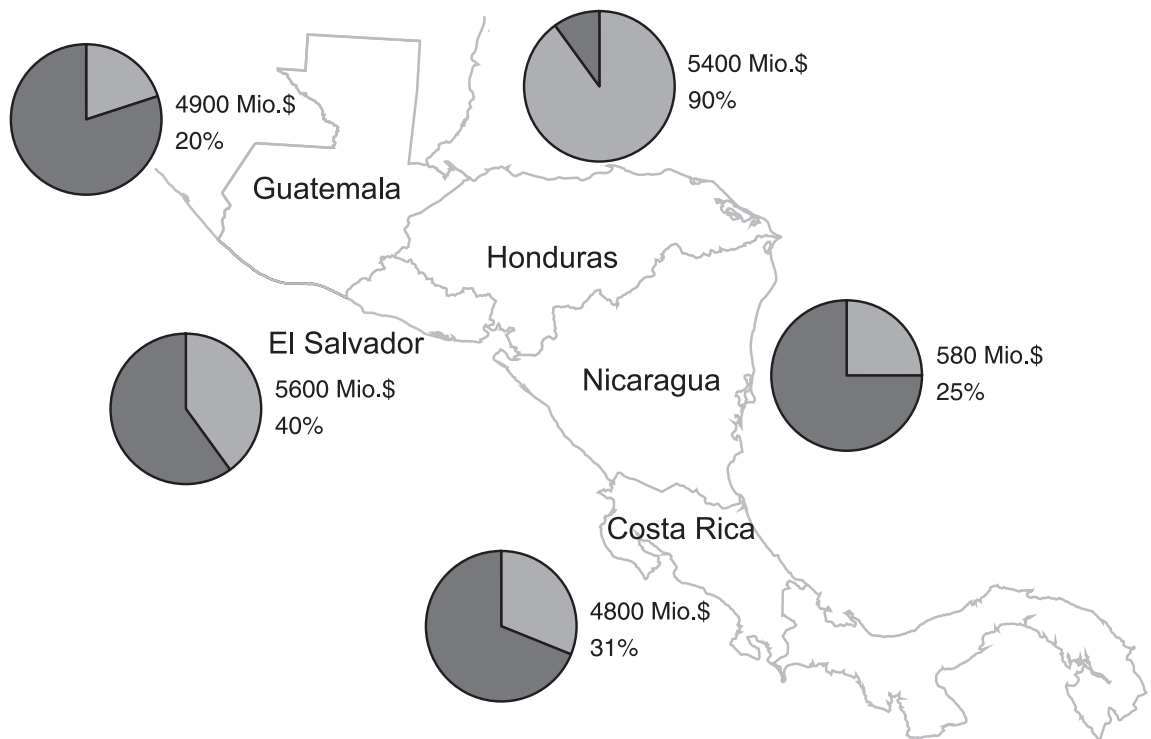 5400 Mio.$
90%
4900 Mio.$
20%
Guatemala
Honduras
El Salvador
5600 Mio.$
40%
Nicaragua
580 Mio.$
25%
Costa Rica
4800 Mio.$
31%